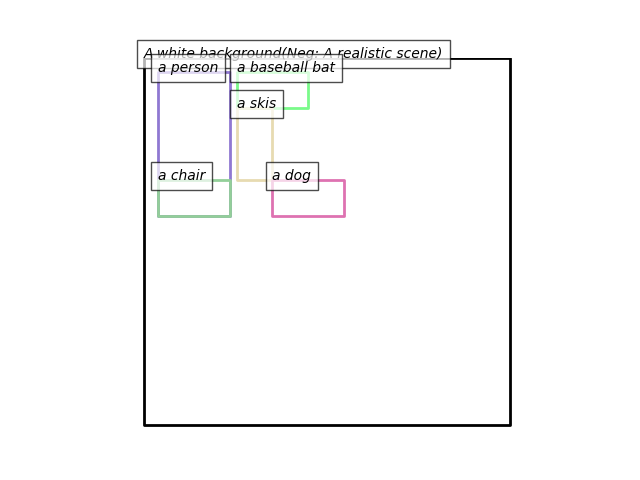 A white background(Neg: A realistic scene)
a person
a baseball bat
a skis
a chair
a dog